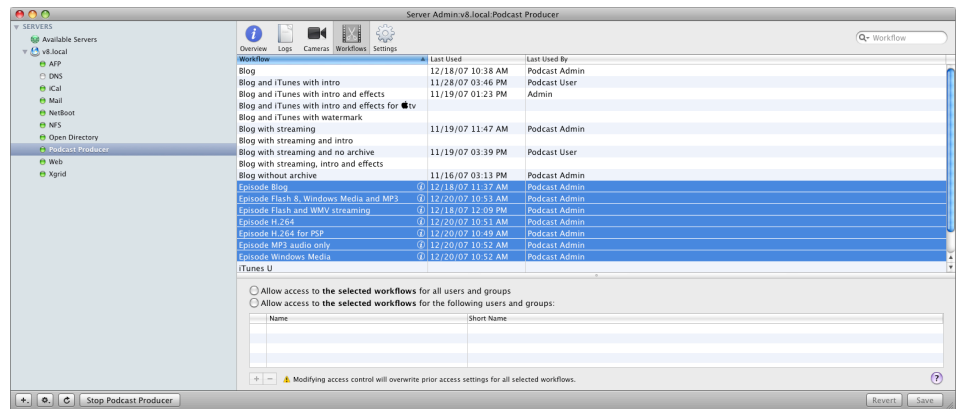 Server Admin:v8.local:Podcast Producer
SERVERS
Available Servers
v8.local
AFP
DNS
iCal
Mail
NetBoot
NFS
Open Directory
Podcast Producer
Web
Xgrid
Overview Logs Cameras Workflows Settings
Workflow
Workflow Last Used Last Used By
Blog 12/18/07 10:38 AM Podcast Admin
Blog and iTunes with intro 11/28/07 03:46 PM Podcast User
Blog and iTunes with intro and effects 11/19/07 01:23 PM Admin
Blog and iTunes with intro and effects for tv
Blog and iTunes with watermark
Blog with streaming 11/19/07 11:47 AM Podcast Admin
Blog with streaming and intro
Blog with streaming and no archive 11/19/07 03:39 PM Podcast User
Blog with streaming, intro and effects
Blog without archive 11/16/07 03:13 PM Podcast Admin
Episode Blog 12/18/07 11:37 AM Podcast Admin
Episode Flash 8, Windows Media and MP3 12/20/07 10:53 AM Podcast Admin
Episode Flash and WMV streaming 12/18/07 12:09 PM Podcast Admin
Episode H.264 12/20/07 10:51 AM Podcast Admin
Episode H.264 for PSP 12/20/07 10:49 AM Podcast Admin
Episode MP3 audio only 12/20/07 10:52 AM Podcast Admin
Episode Windows Media 12/20/07 10:52 AM Podcast Admin
iTunes U
Allow access to the selected workflows for all users and groups
Allow access to the selected workflows for the following users and groups:
Name Short Name
Modifying access control will overwrite prior access settings for all selected workflows.
Stop Podcast Producer
Revert Save